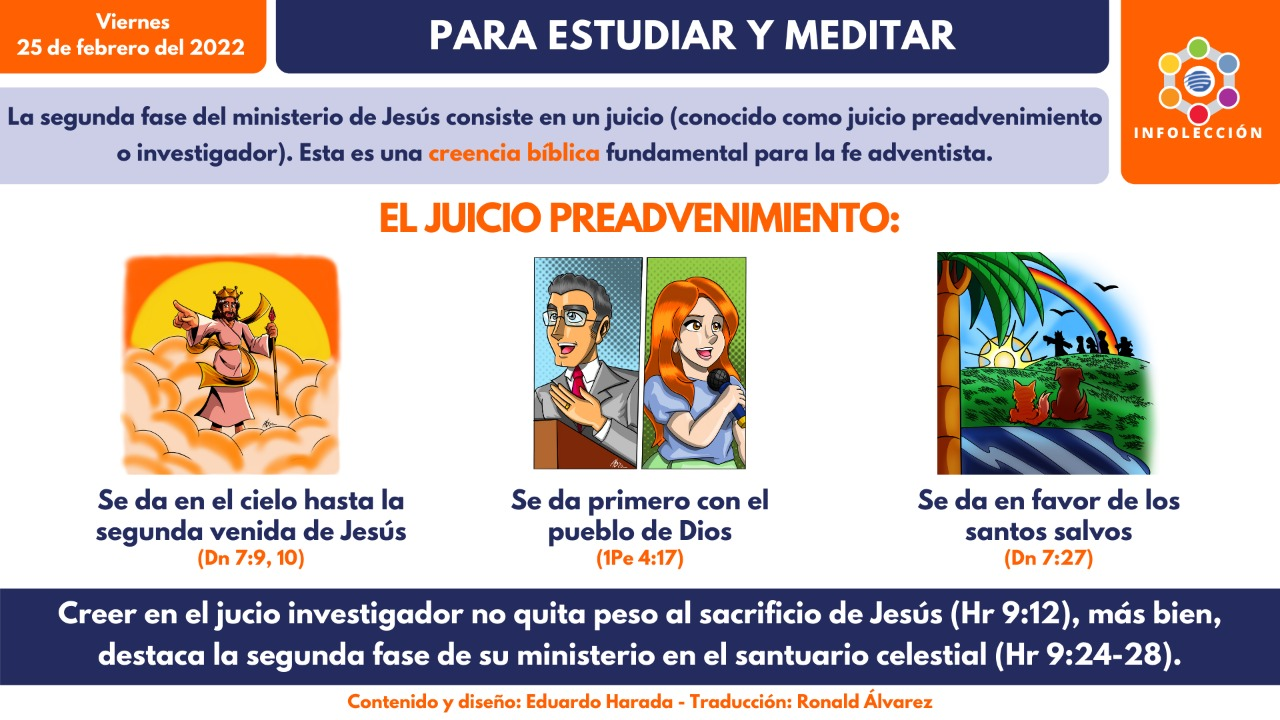 Viernes
25 de febrero del 2022
PARA ESTUDIAR Y MEDITAR
INFOLECCIÓN
La segunda fase del ministerio de Jesús consiste en un juicio (conocido como juicio preadvenimiento
o investigador). Esta es una creencia bíblica fundamental para la fe adventista.
EL JUICIO PREADVENIMIENTO:
Se da en el cielo hasta la
segunda venida de Jesús
(Dn 7:9, 10)
Se da primero con el
pueblo de Dios
(1Pe 4:17)
Se da en favor de los
santos salvos
(Dn 7:27)
Creer en el jucio investigador no quita peso al sacrificio de Jesús (Hr 9:12), más bien,
destaca la segunda fase de su ministerio en el santuario celestial (Hr 9:24-28).
Contenido y diseño: Eduardo Harada - Traducción: Ronald Álvarez